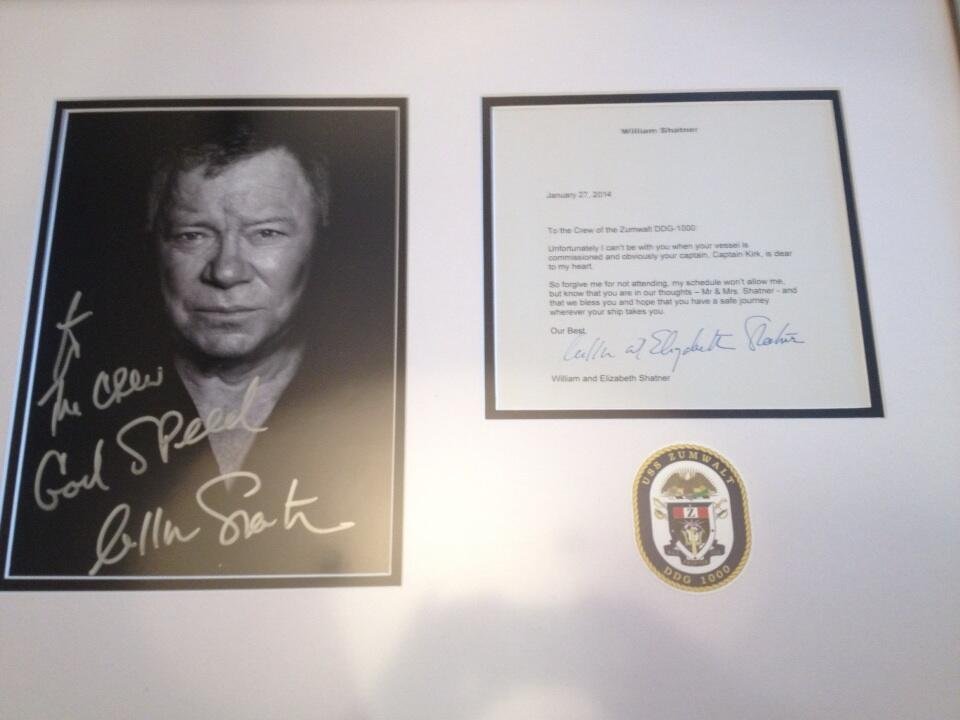 to
The Crew
God Speed
William Shatner
William Shatner
January 27, 2014
To the Crew of the Zumwalt DDG-1000:
Unfortunately I can't be with you when your vessel is
commissioned and obviously your captain, Captain Kirk, is dear
to my heart.
So forgive me for not attending, my schedule won't allow me,
but know that you are in our thoughts – Mr & Mrs. Shatner - and
that we bless you and hope that you have a safe journey
wherever your ship takes you.
Our Best,
Elizabeth Shatner
William and Elizabeth Shatner
USS ZUMWALT
Z
DDG 1000